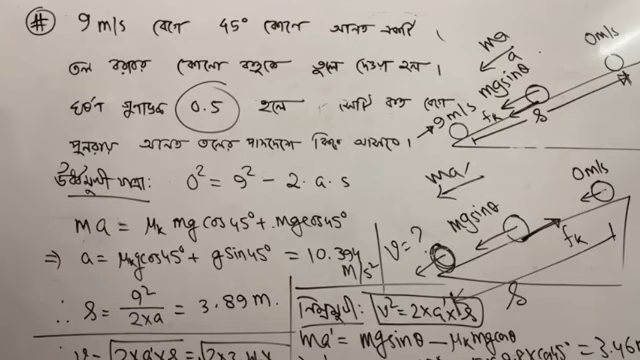 # 9 m/s বেগে 45° কোণে আনত একটি
তল বরাবর কোনো বস্তুকে তুলে দেওয়া হল।
ঘর্ষণ গুণাঙ্ক 0.5 হলে বস্তুটি কত বেগে
পুনরায় আনত তলের পাদদেশে ফিরে আসবে।
ma
a
0 m/s
mg sinθ
fk
s
9 m/s
ঊর্ধ্বমুখী যাত্রা: 0² = 9² − 2·a·s
ma = μk mg cos45° + mg cos45°
⇒ a = μk g cos45° + g sin45° = 10.394 m/s²
∴ s = 9²/2×a = 3.89 m.
ma'
0 m/s
mg sinθ
fk
v = ?
s
নিম্নমুখী: v² = 2×a'×s
ma' = mg sinθ − μk mg cosθ